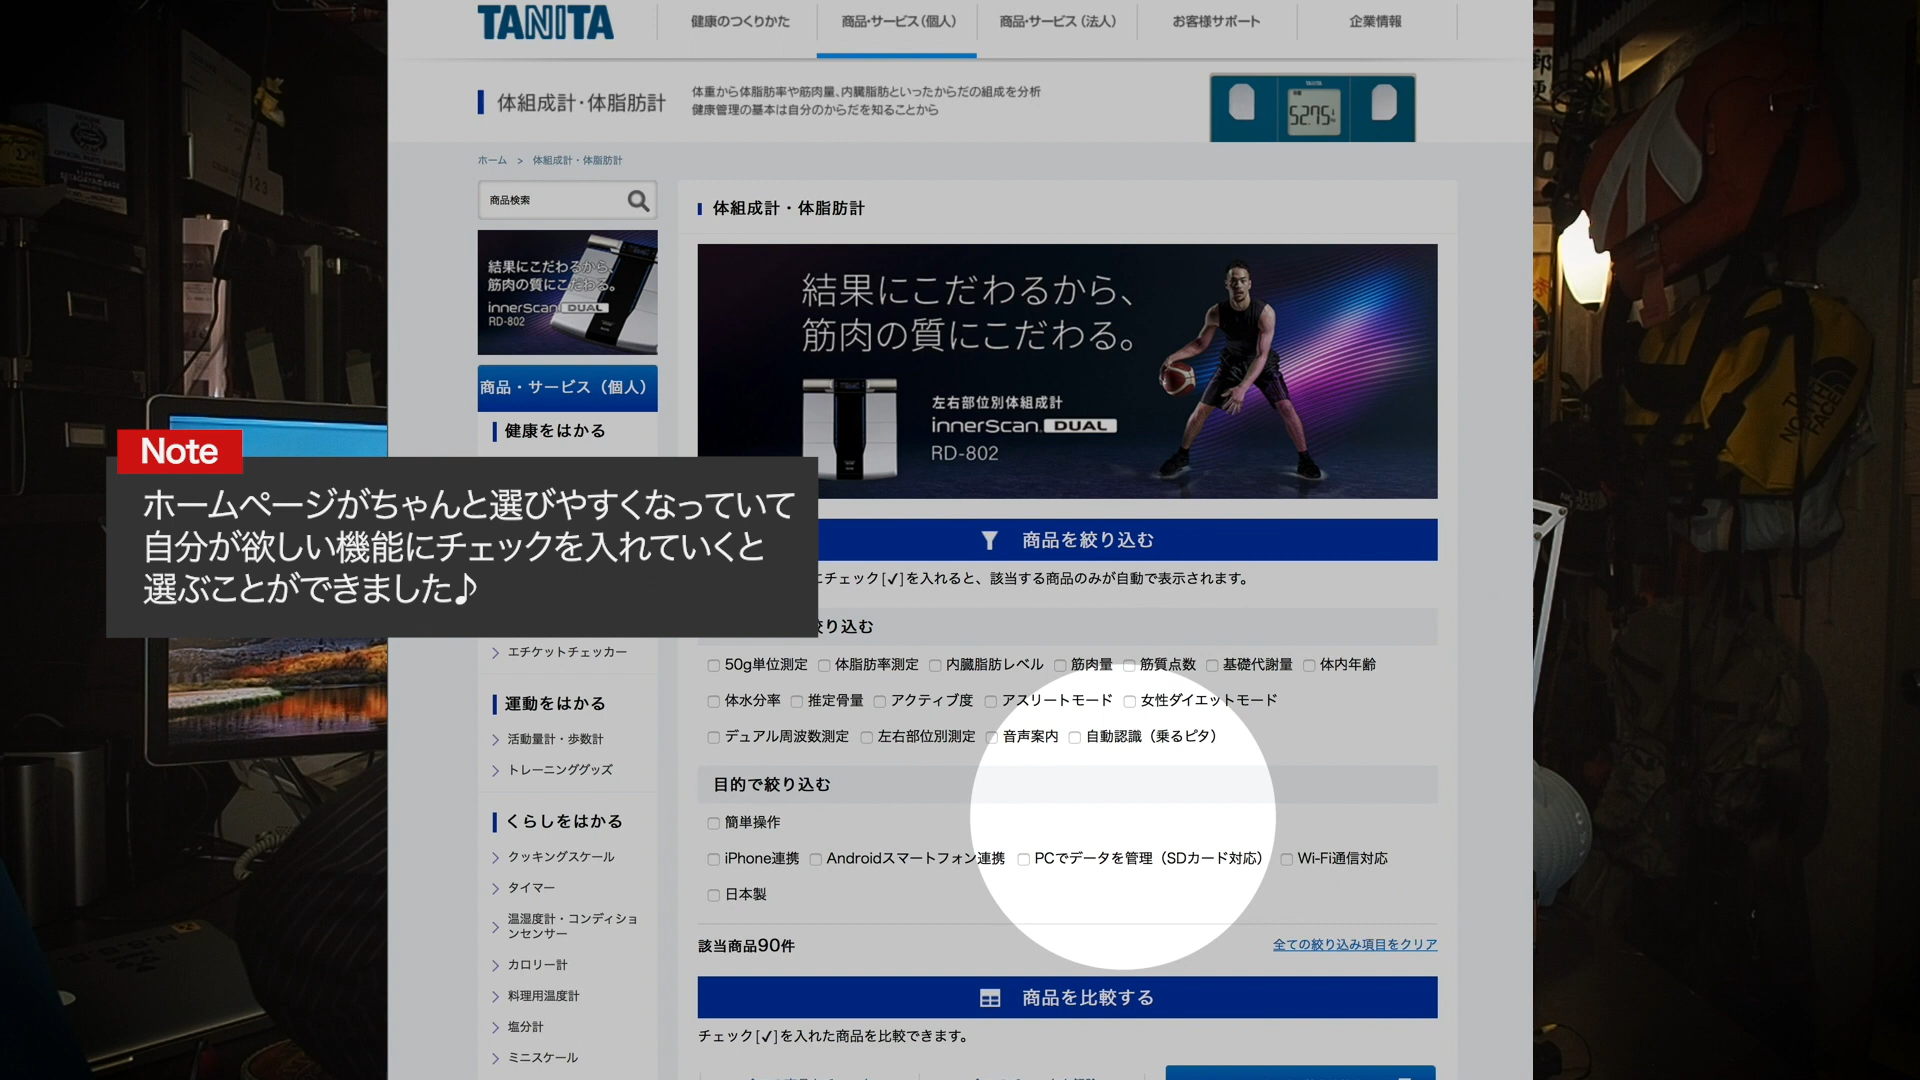 TANITA
健康のつくりかた
商品・サービス(個人)
商品・サービス(法人)
お客様サポート
企業情報
体組成計・体脂肪計
体重から体脂肪率や筋肉量、内臓脂肪といったからだの組成を分析
健康管理の基本は自分のからだを知ることから
ホーム > 体組成計・体脂肪計
商品検索
体組成計・体脂肪計
結果にこだわるから、
筋肉の質にこだわる。
innerScan DUAL
RD-802
結果にこだわるから、
筋肉の質にこだわる。
左右部位別体組成計
innerScan. DUAL
RD-802
商品・サービス(個人)
健康をはかる
Note
ホームページがちゃんと選びやすくなっていて
自分が欲しい機能にチェックを入れていくと
選ぶことができました♪
商品を絞り込む
にチェック[✓]を入れると、該当する商品のみが自動で表示されます。
絞り込む
50g単位測定 体脂肪率測定 内臓脂肪レベル 筋肉量 筋質点数 基礎代謝量 体内年齢
体水分率 推定骨量 アクティブ度 アスリートモード 女性ダイエットモード
デュアル周波数測定 左右部位別測定 音声案内 自動認識(乗るピタ)
目的で絞り込む
簡単操作
iPhone連携 Androidスマートフォン連携 PCでデータを管理(SDカード対応) Wi-Fi通信対応
日本製
該当商品90件
全ての絞り込み項目をクリア
商品を比較する
チェック[✓]を入れた商品を比較できます。
エチケットチェッカー
運動をはかる
活動量計・歩数計
トレーニンググッズ
くらしをはかる
クッキングスケール
タイマー
温湿度計・コンディショ
ンセンサー
カロリー計
料理用温度計
塩分計
ミニスケール
THE
NORTH
FACE